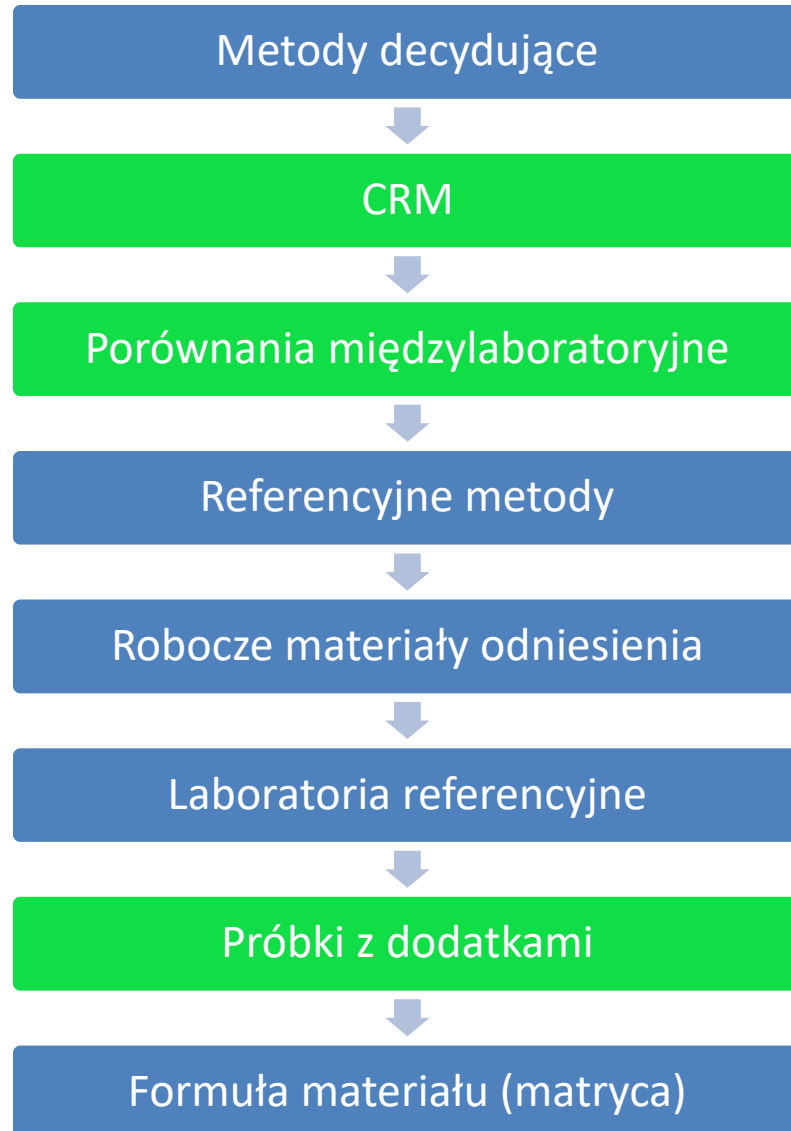 Metody decydujące
CRM
Porównania międzylaboratoryjne
Referencyjne metody
Robocze materiały odniesienia
Laboratoria referencyjne
Próbki z dodatkami
Formuła materiału (matryca)